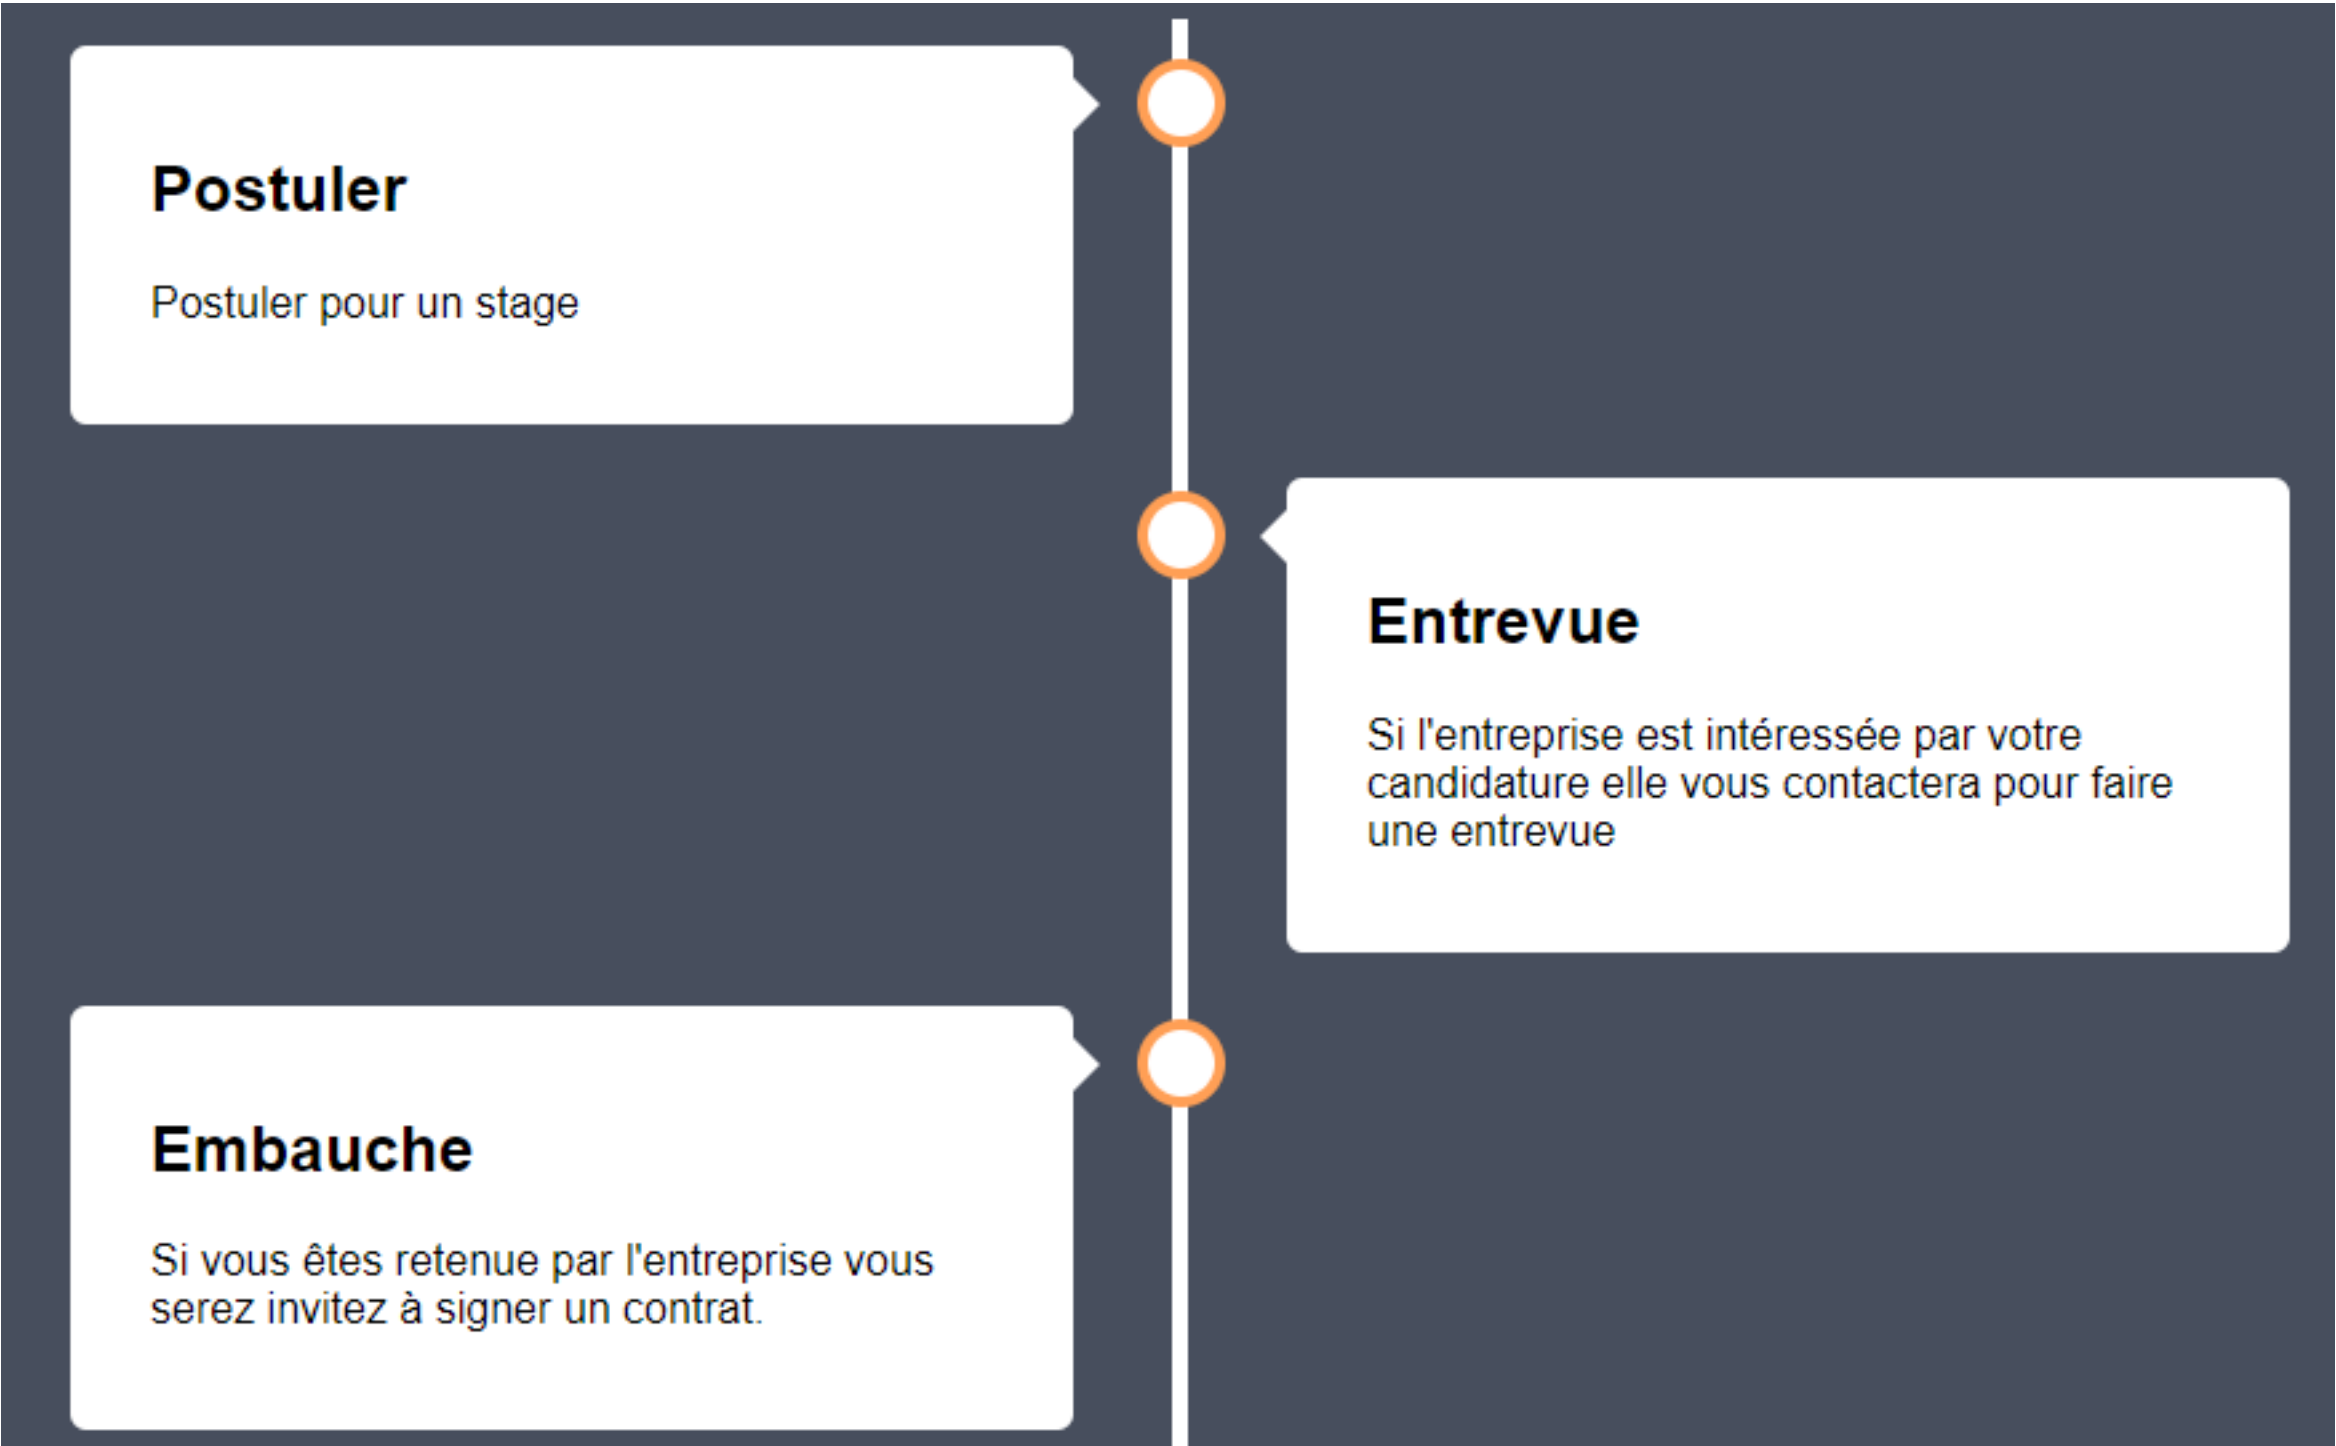 Postuler
Postuler pour un stage
Entrevue
Si l'entreprise est intéressée par votre
candidature elle vous contactera pour faire
une entrevue
Embauche
Si vous êtes retenue par l'entreprise vous
serez invitez à signer un contrat.